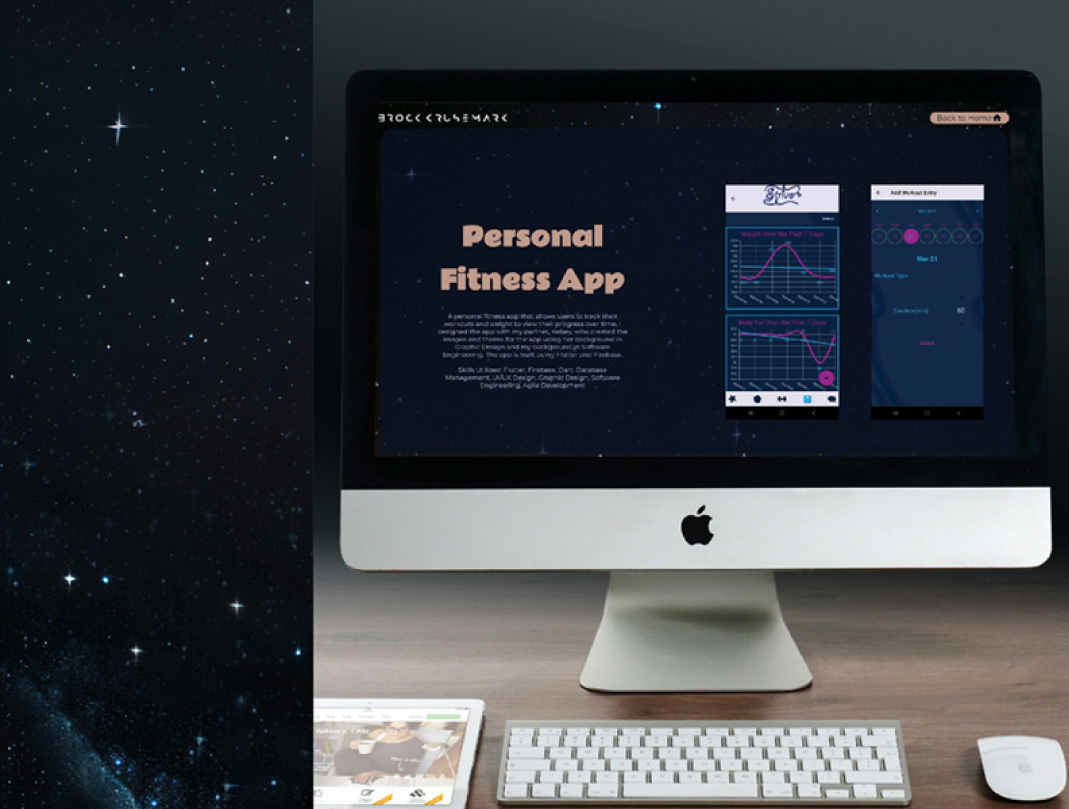 BROCK CRUSEMARK
Back to Home
Personal
Fitness App
A personal fitness app that allows users to track their
workouts and weight to view their progress over time. I
designed the app with my partner, Kelsey, who created the
images and theme for the app using her background in
Graphic Design and my background in Software
Engineering. The app is built using Flutter and Firebase.
Skills Utilized: Flutter, Firebase, Dart, Database
Management, UI/UX Design, Graphic Design, Software
Engineering, Agile Development
Strive
Weight Over the Past 7 Days
Body Fat Over the Past 7 Days
Add Workout Entry
Mar 21
Workout Type
Duration (min) 60
Submit